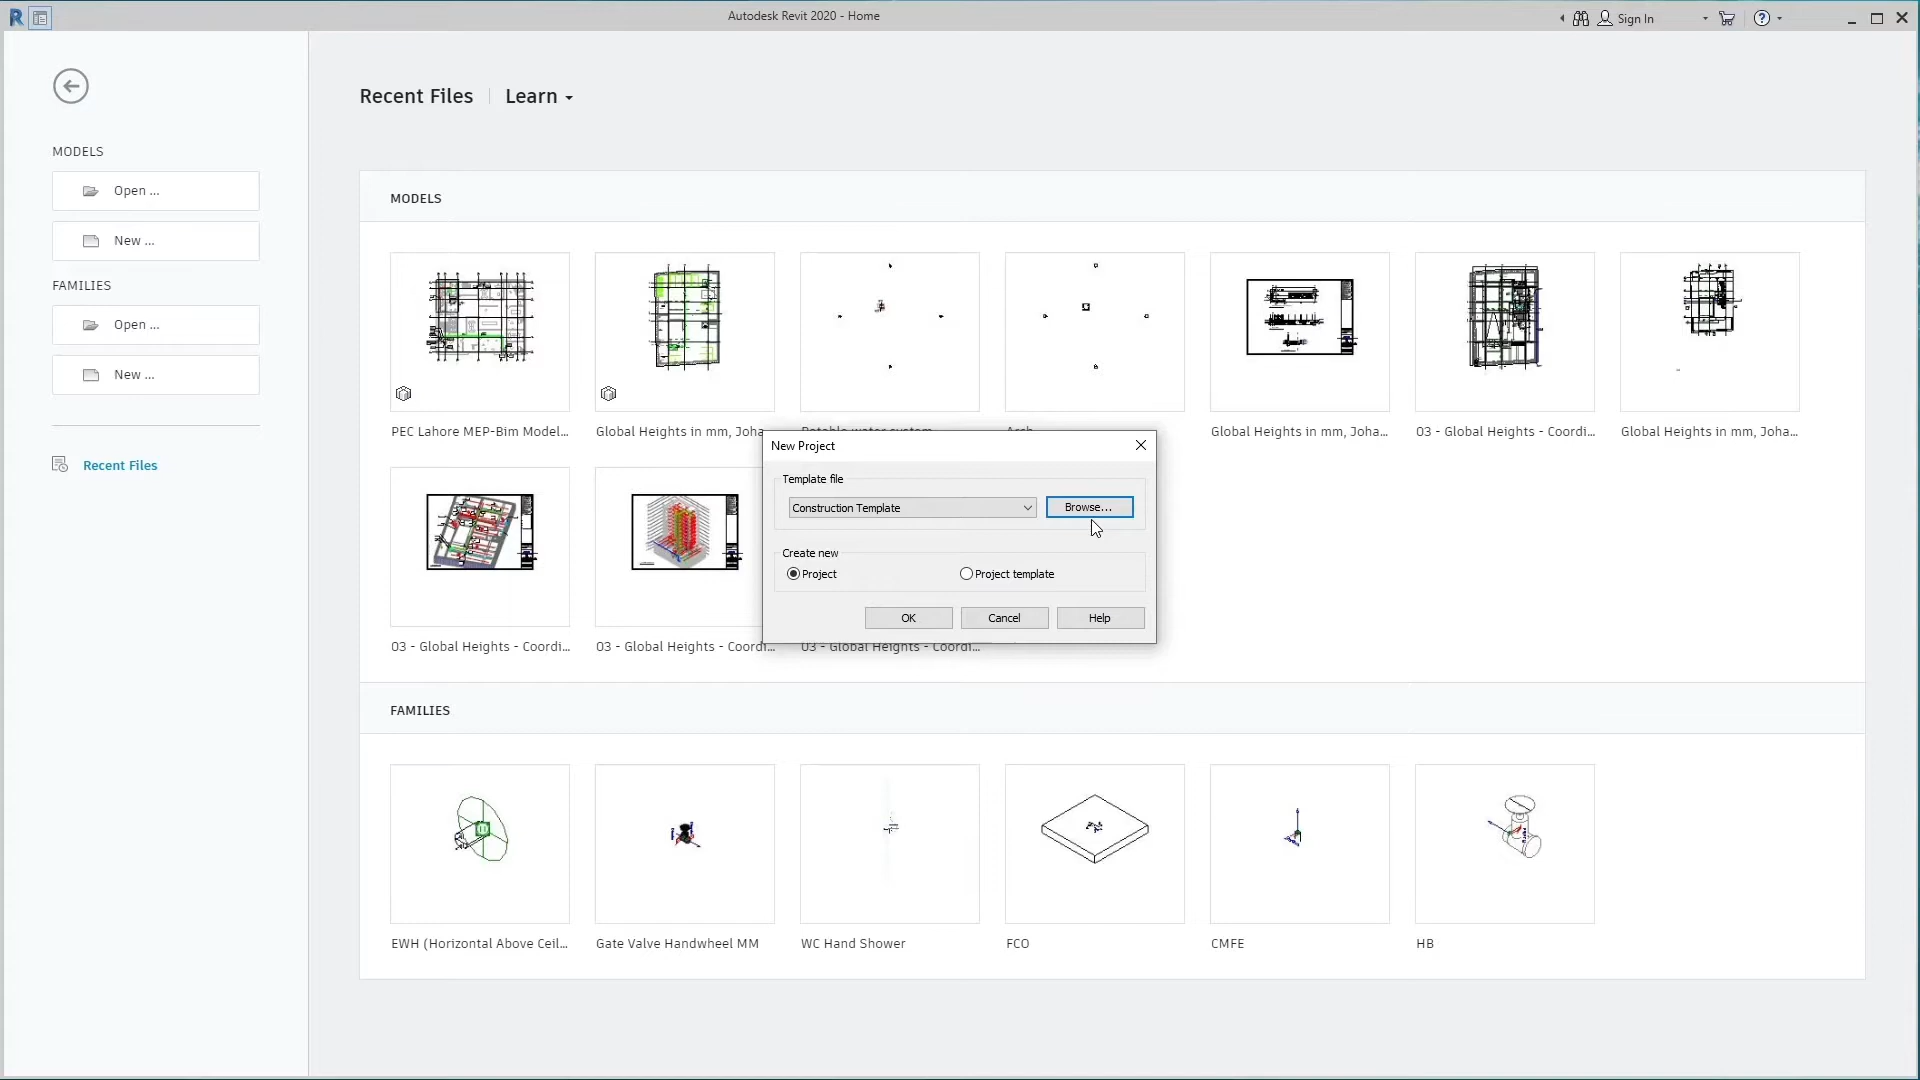 Autodesk Revit 2020 - Home
Sign In
Recent Files
Learn
MODELS
Open ...
New ...
FAMILIES
Open ...
New ...
Recent Files
MODELS
PEC Lahore MEP-Bim Model...
Global Heights in mm, Joha
Global Heights in mm, Joha...
03 - Global Heights - Coordi...
Global Heights in mm, Joha...
New Project
Template file
Construction Template
Browse...
Create new
Project
Project template
OK
Cancel
Help
03 - Global Heights - Coordi...
03 - Global Heights - Coordi...
03 - Global Heights - Coordi...
FAMILIES
EWH (Horizontal Above Ceil...
Gate Valve Handwheel MM
WC Hand Shower
FCO
CMFE
HB